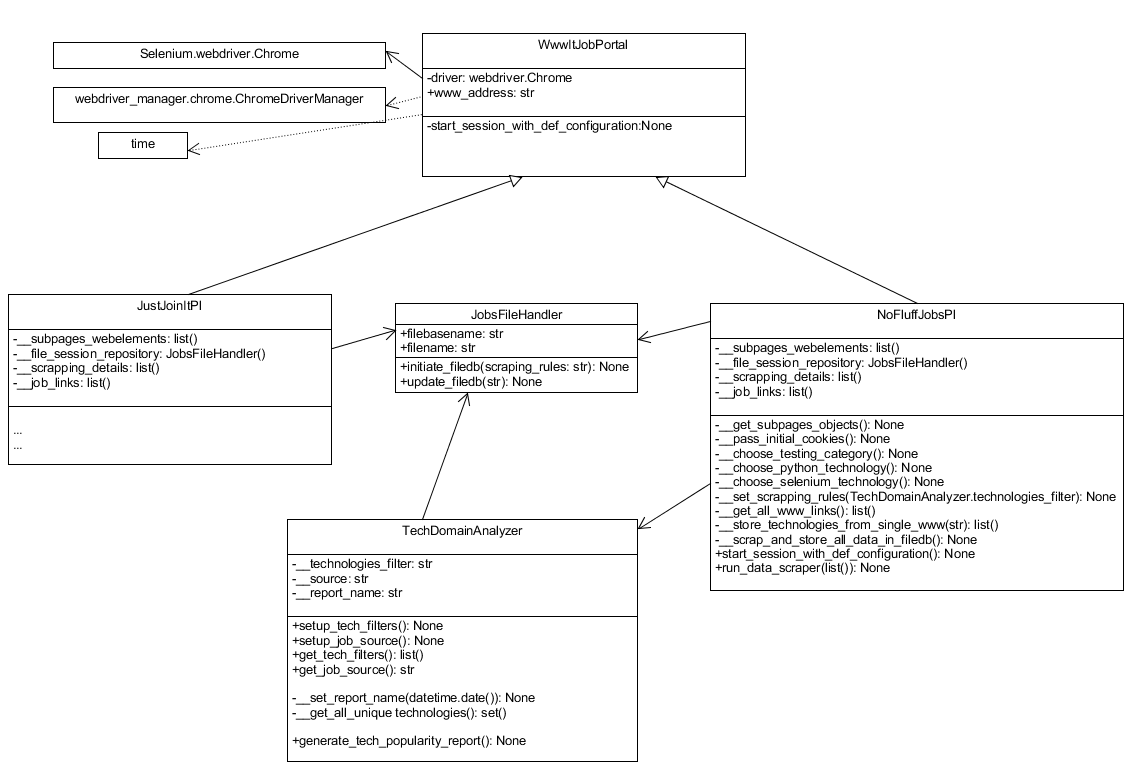 Selenium.webdriver.Chrome
webdriver_manager.chrome.ChromeDriverManager
time
WwwItJobPortal
-driver: webdriver.Chrome
+www_address: str
-start_session_with_def_configuration:None
JustJoinItPl
-__subpages_webelements: list()
-__file_session_repository: JobsFileHandler()
-__scrapping_details: list()
-__job_links: list()
...
...
JobsFileHandler
+filebasename: str
+filename: str
+initiate_filedb(scraping_rules: str): None
+update_filedb(str): None
NoFluffJobsPl
-__subpages_webelements: list()
-__file_session_repository: JobsFileHandler()
-__scrapping_details: list()
-__job_links: list()
-__get_subpages_objects(): None
-__pass_initial_cookies(): None
-__choose_testing_category(): None
-__choose_python_technology(): None
-__choose_selenium_technology(): None
-__set_scrapping_rules(TechDomainAnalyzer.technologies_filter): None
-__get_all_www_links(): list()
-__store_technologies_from_single_www(str): list()
-__scrap_and_store_all_data_in_filedb(): None
+start_session_with_def_configuration(): None
+run_data_scraper(list()): None
TechDomainAnalyzer
-__technologies_filter: str
-__source: str
-__report_name: str
+setup_tech_filters(): None
+setup_job_source(): None
+get_tech_filters(): list()
+get_job_source(): str
-__set_report_name(datetime.date()): None
-__get_all_unique technologies(): set()
+generate_tech_popularity_report(): None